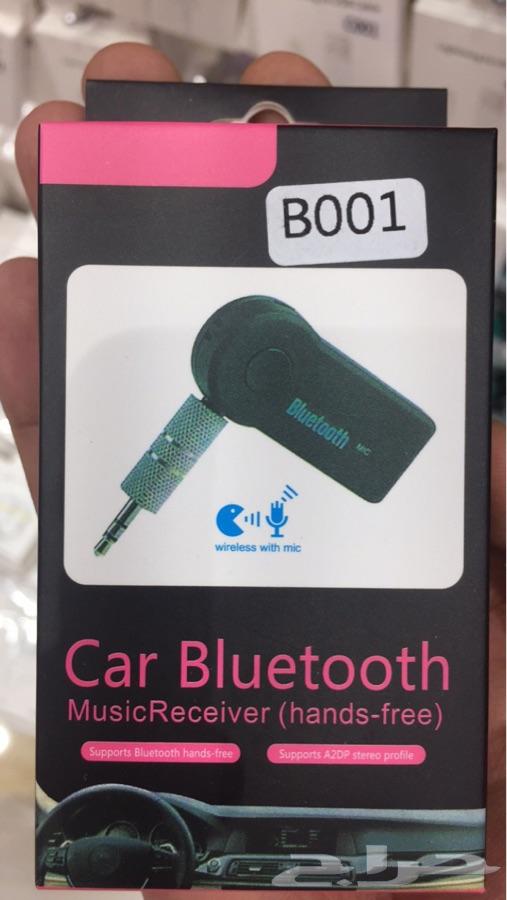 B001
Bluetooth
MIC
wireless with mic
Car Bluetooth
MusicReceiver (hands-free)
Supports Bluetooth hands-free
Supports A2DP stereo profile
حراج